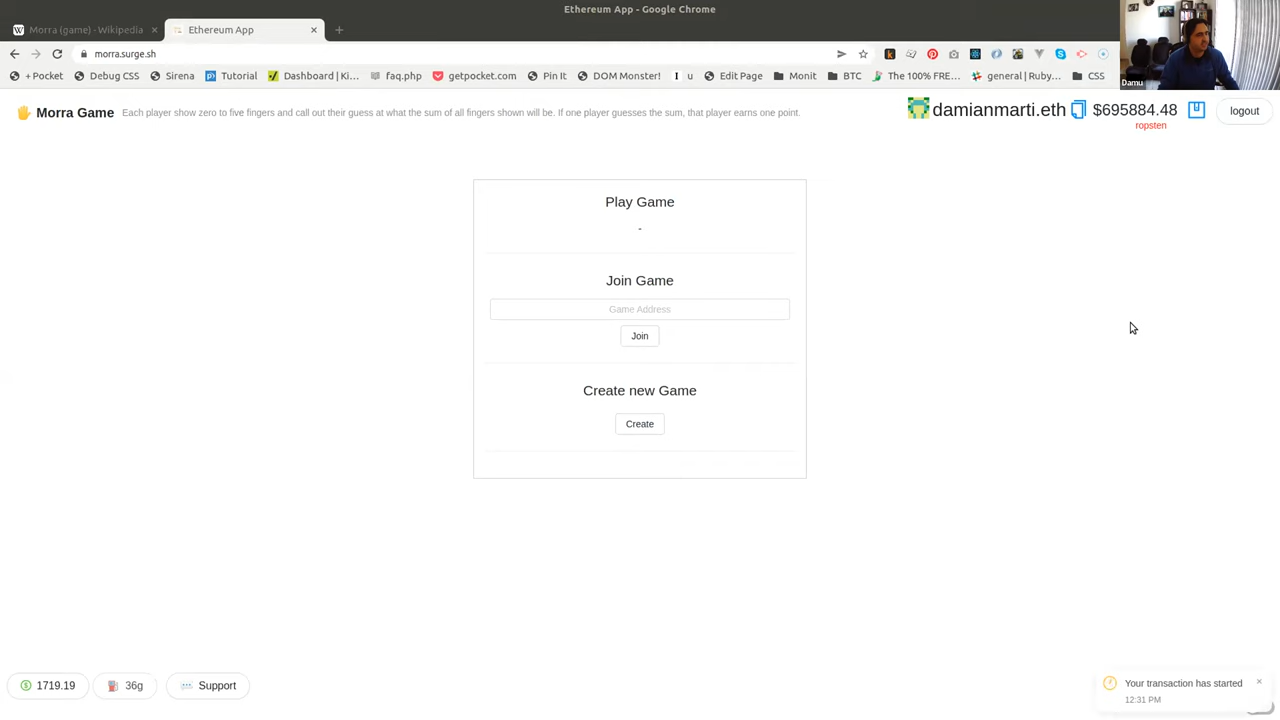 Ethereum App - Google Chrome
Morra (game) - Wikipedia
Ethereum App
morra.surge.sh
+ Pocket
Debug CSS
Sirena
Tutorial
Dashboard | Ki...
faq.php
getpocket.com
Pin It
DOM Monster!
u
Edit Page
Monit
BTC
The 100% FRE...
general | Ruby...
CSS
Damu
Morra Game
Each player show zero to five fingers and call out their guess at what the sum of all fingers shown will be. If one player guesses the sum, that player earns one point.
damianmarti.eth
$695884.48
logout
ropsten
Play Game
-
Join Game
Game Address
Join
Create new Game
Create
1719.19
36g
Support
Your transaction has started
12:31 PM